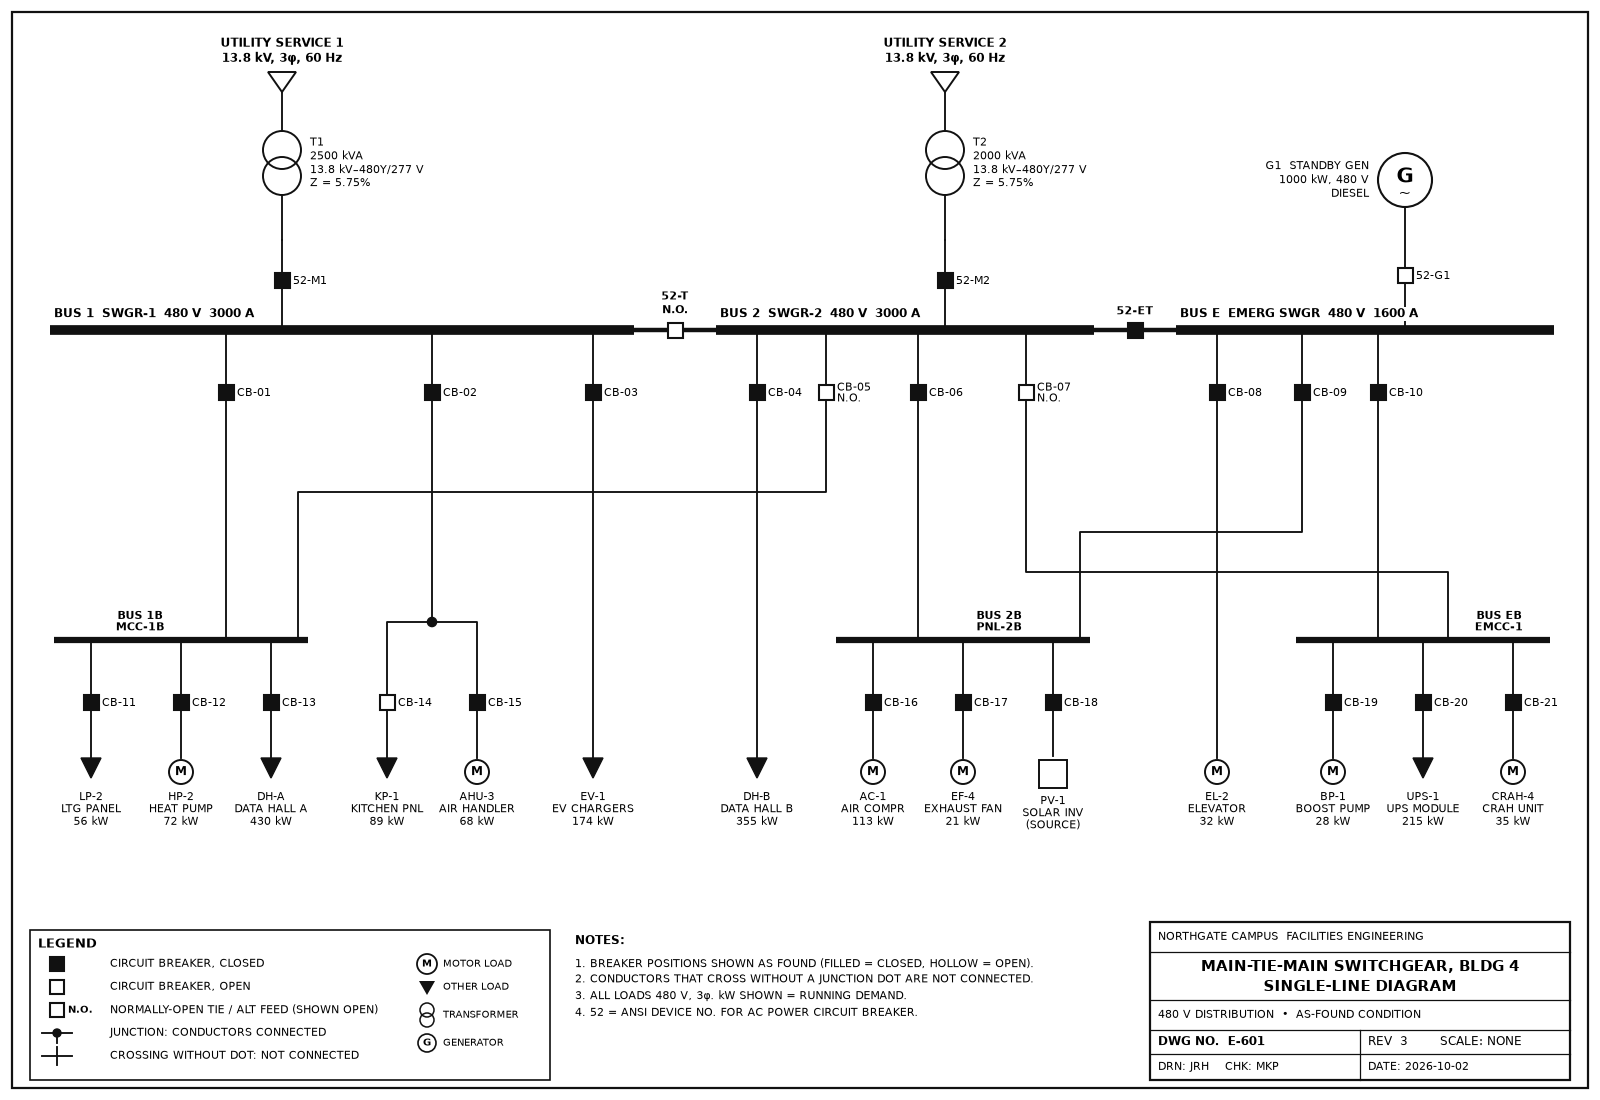 UTILITY SERVICE 1
13.8 kV, 3φ, 60 Hz
UTILITY SERVICE 2
13.8 kV, 3φ, 60 Hz
T1
2500 kVA
13.8 kV–480Y/277 V
Z = 5.75%
T2
2000 kVA
13.8 kV–480Y/277 V
Z = 5.75%
G1 STANDBY GEN
1000 kW, 480 V
DIESEL
G
~
52-M1
52-M2
52-G1
BUS 1 SWGR-1 480 V 3000 A
52-T
N.O.
BUS 2 SWGR-2 480 V 3000 A
52-ET
BUS E EMERG SWGR 480 V 1600 A
CB-01
CB-02
CB-03
CB-04
CB-05
N.O.
CB-06
CB-07
N.O.
CB-08
CB-09
CB-10
BUS 1B
MCC-1B
BUS 2B
PNL-2B
BUS EB
EMCC-1
CB-11
CB-12
CB-13
CB-14
CB-15
CB-16
CB-17
CB-18
CB-19
CB-20
CB-21
M
M
M
M
M
M
M
LP-2
LTG PANEL
56 kW
HP-2
HEAT PUMP
72 kW
DH-A
DATA HALL A
430 kW
KP-1
KITCHEN PNL
89 kW
AHU-3
AIR HANDLER
68 kW
EV-1
EV CHARGERS
174 kW
DH-B
DATA HALL B
355 kW
AC-1
AIR COMPR
113 kW
EF-4
EXHAUST FAN
21 kW
PV-1
SOLAR INV
(SOURCE)
EL-2
ELEVATOR
32 kW
BP-1
BOOST PUMP
28 kW
UPS-1
UPS MODULE
215 kW
CRAH-4
CRAH UNIT
35 kW
LEGEND
CIRCUIT BREAKER, CLOSED
CIRCUIT BREAKER, OPEN
N.O. NORMALLY-OPEN TIE / ALT FEED (SHOWN OPEN)
JUNCTION: CONDUCTORS CONNECTED
CROSSING WITHOUT DOT: NOT CONNECTED
M MOTOR LOAD
OTHER LOAD
TRANSFORMER
G GENERATOR
NOTES:
1. BREAKER POSITIONS SHOWN AS FOUND (FILLED = CLOSED, HOLLOW = OPEN).
2. CONDUCTORS THAT CROSS WITHOUT A JUNCTION DOT ARE NOT CONNECTED.
3. ALL LOADS 480 V, 3φ. kW SHOWN = RUNNING DEMAND.
4. 52 = ANSI DEVICE NO. FOR AC POWER CIRCUIT BREAKER.
NORTHGATE CAMPUS FACILITIES ENGINEERING
MAIN-TIE-MAIN SWITCHGEAR, BLDG 4
SINGLE-LINE DIAGRAM
480 V DISTRIBUTION • AS-FOUND CONDITION
DWG NO. E-601
REV 3 SCALE: NONE
DRN: JRH CHK: MKP
DATE: 2026-10-02